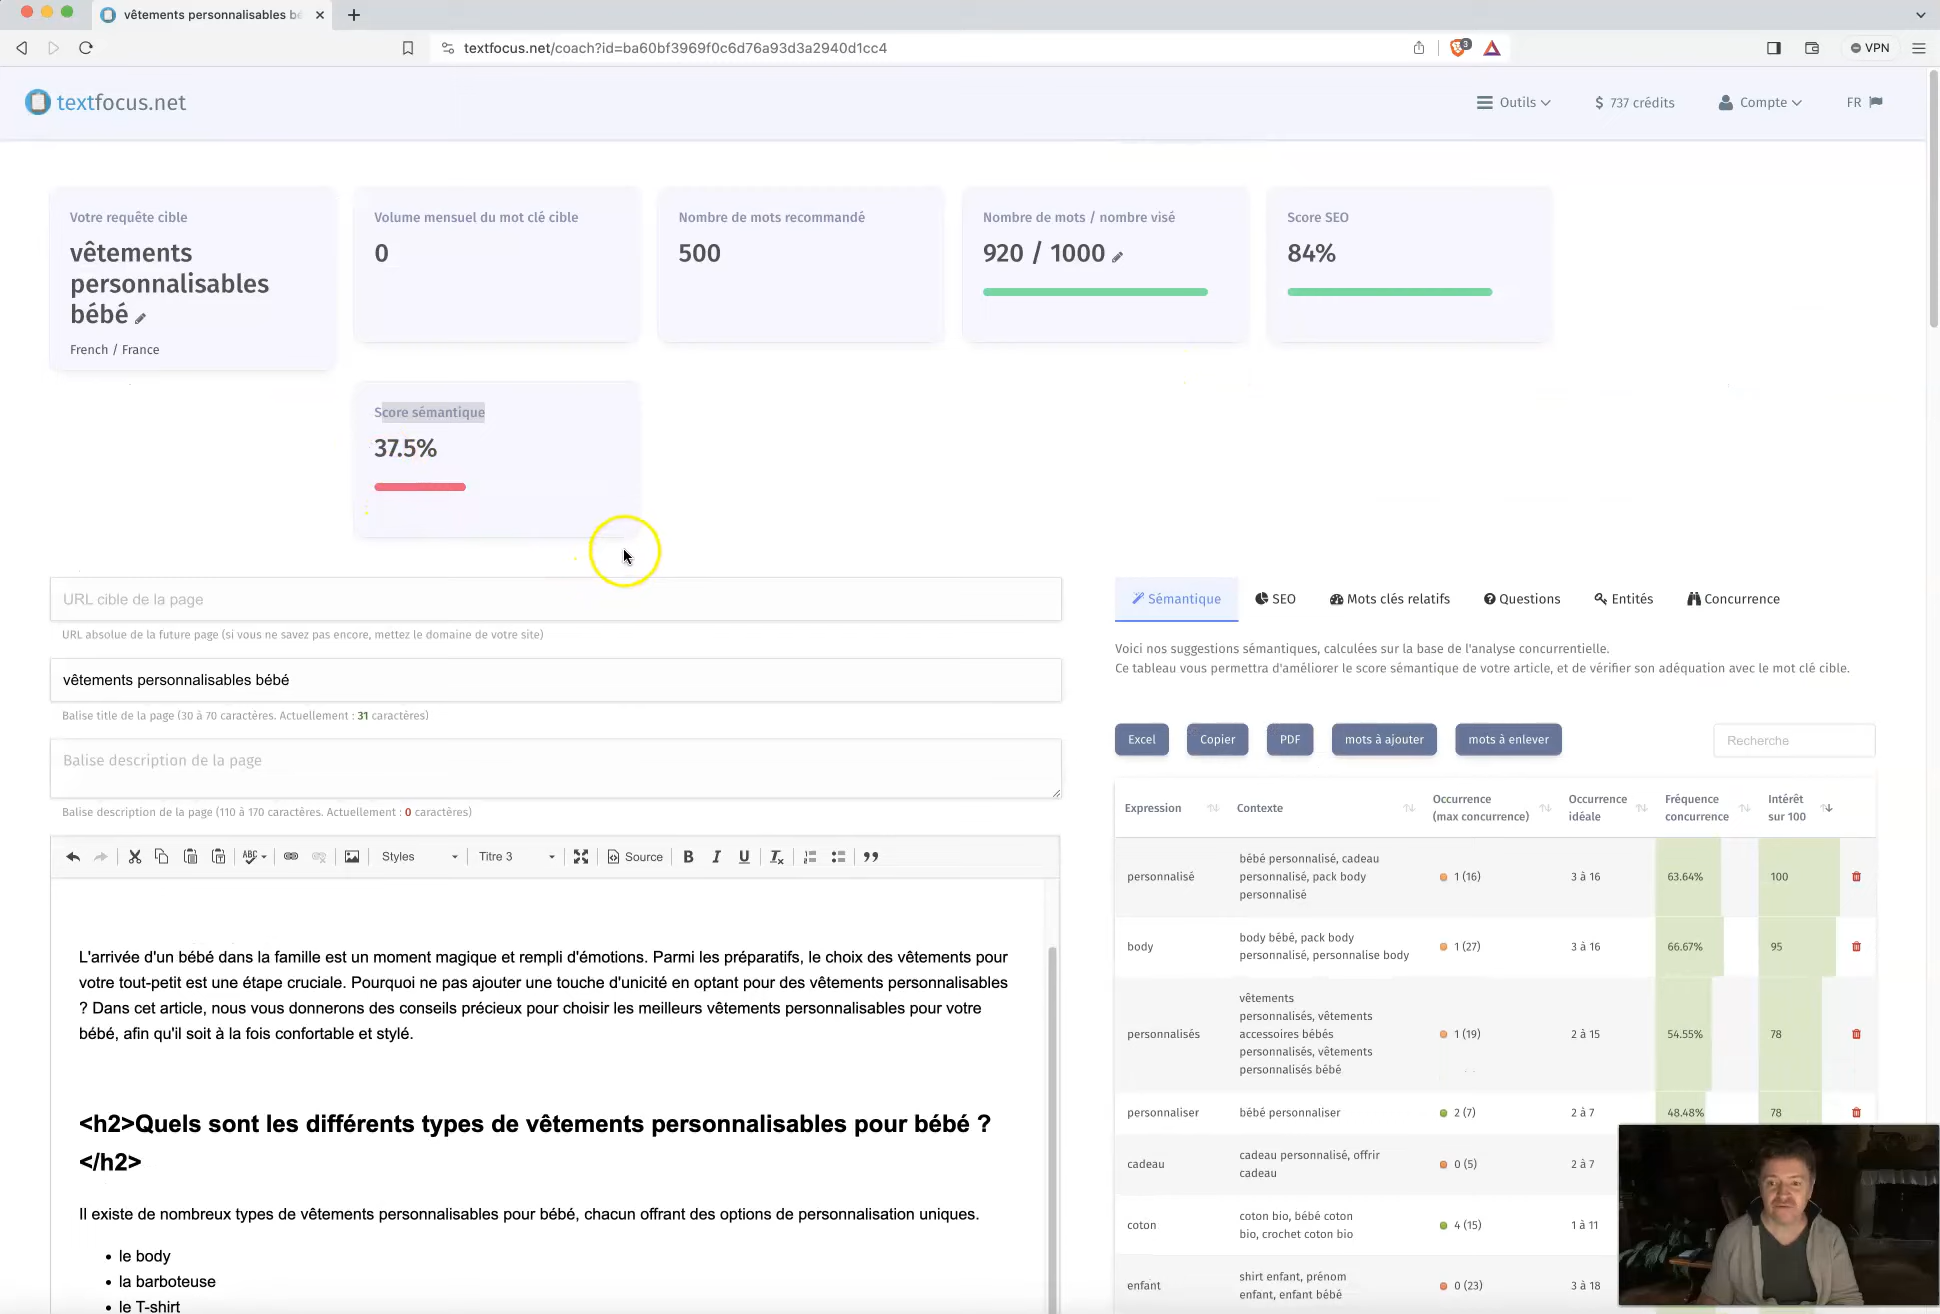 vêtements personnalisables bé
textfocus.net/coach?id=ba60bf3969f0c6d76a93d3a2940d1cc4
3
VPN
textfocus.net
Outils
$ 737 crédits
Compte
FR
Votre requête cible
vêtements
personnalisables
bébé
French / France
Volume mensuel du mot clé cible
0
Nombre de mots recommandé
500
Nombre de mots / nombre visé
920 / 1000
Score SEO
84%
Score sémantique
37.5%
URL cible de la page
URL absolue de la future page (si vous ne savez pas encore, mettez le domaine de votre site)
vêtements personnalisables bébé
Balise title de la page (30 à 70 caractères. Actuellement : 31 caractères)
Balise description de la page
Balise description de la page (110 à 170 caractères. Actuellement : 0 caractères)
ABC
Styles
Titre 3
Source
B I U Tx
L'arrivée d'un bébé dans la famille est un moment magique et rempli d'émotions. Parmi les préparatifs, le choix des vêtements pour
votre tout-petit est une étape cruciale. Pourquoi ne pas ajouter une touche d'unicité en optant pour des vêtements personnalisables
? Dans cet article, nous vous donnerons des conseils précieux pour choisir les meilleurs vêtements personnalisables pour votre
bébé, afin qu'il soit à la fois confortable et stylé.
<h2>Quels sont les différents types de vêtements personnalisables pour bébé ?
</h2>
Il existe de nombreux types de vêtements personnalisables pour bébé, chacun offrant des options de personnalisation uniques.
• le body
• la barboteuse
• le T-shirt
Sémantique
SEO
Mots clés relatifs
Questions
Entités
Concurrence
Voici nos suggestions sémantiques, calculées sur la base de l'analyse concurrentielle.
Ce tableau vous permettra d'améliorer le score sémantique de votre article, et de vérifier son adéquation avec le mot clé cible.
Excel
Copier
PDF
mots à ajouter
mots à enlever
Recherche
Expression
Contexte
Occurrence
(max concurrence)
Occurrence
idéale
Fréquence
concurrence
Intérêt
sur 100
personnalisé
bébé personnalisé, cadeau
personnalisé, pack body
personnalisé
1 (16)
3 à 16
63.64%
100
body
body bébé, pack body
personnalisé, personnalise body
1 (27)
3 à 16
66.67%
95
personnalisés
vêtements
personnalisés, vêtements
accessoires bébés
personnalisés, vêtements
personnalisés bébé
1 (19)
2 à 15
54.55%
78
personnaliser
bébé personnaliser
2 (7)
2 à 7
48.48%
78
cadeau
cadeau personnalisé, offrir
cadeau
0 (5)
2 à 7
coton
coton bio, bébé coton
bio, crochet coton bio
4 (15)
1 à 11
enfant
shirt enfant, prénom
enfant, enfant bébé
0 (23)
3 à 18